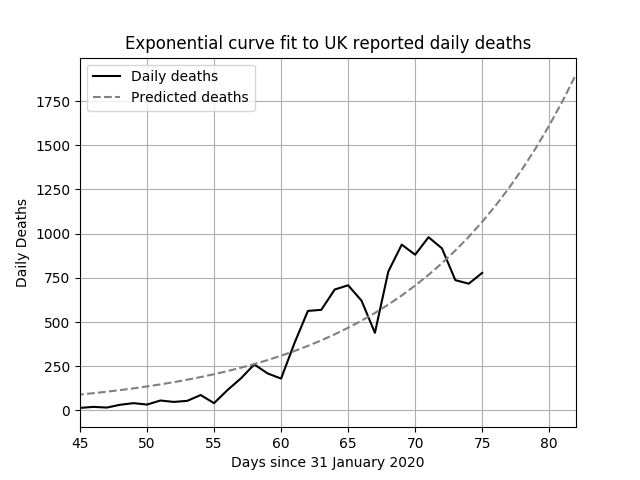 Exponential curve fit to UK reported daily deaths
Daily deaths
Predicted deaths
1750
1500
1250
1000
750
500
250
0
Daily Deaths
45 50 55 60 65 70 75 80
Days since 31 January 2020